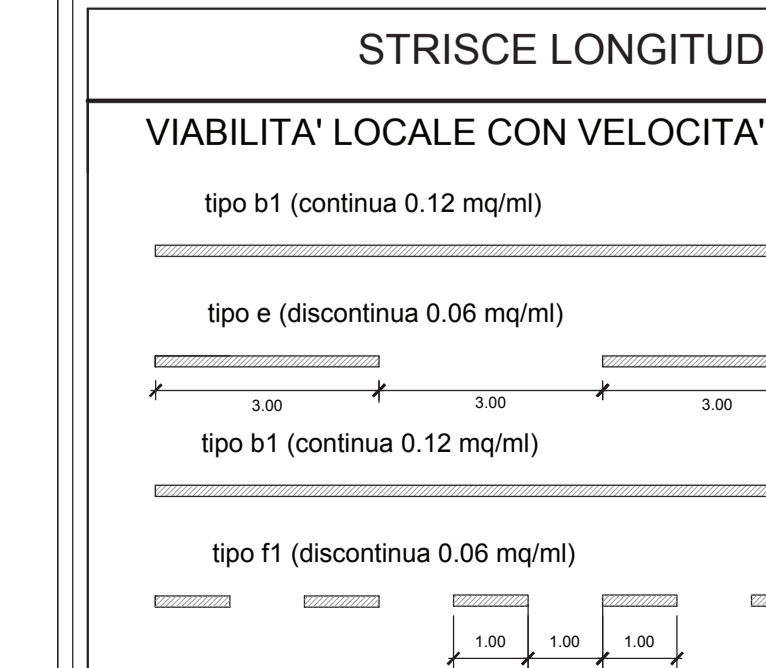 STRISCE LONGITUD
VIABILITA' LOCALE CON VELOCITA'
tipo b1 (continua 0.12 mq/ml)
tipo e (discontinua 0.06 mq/ml)
3.00 3.00 3.00
tipo b1 (continua 0.12 mq/ml)
tipo f1 (discontinua 0.06 mq/ml)
1.00 1.00 1.00